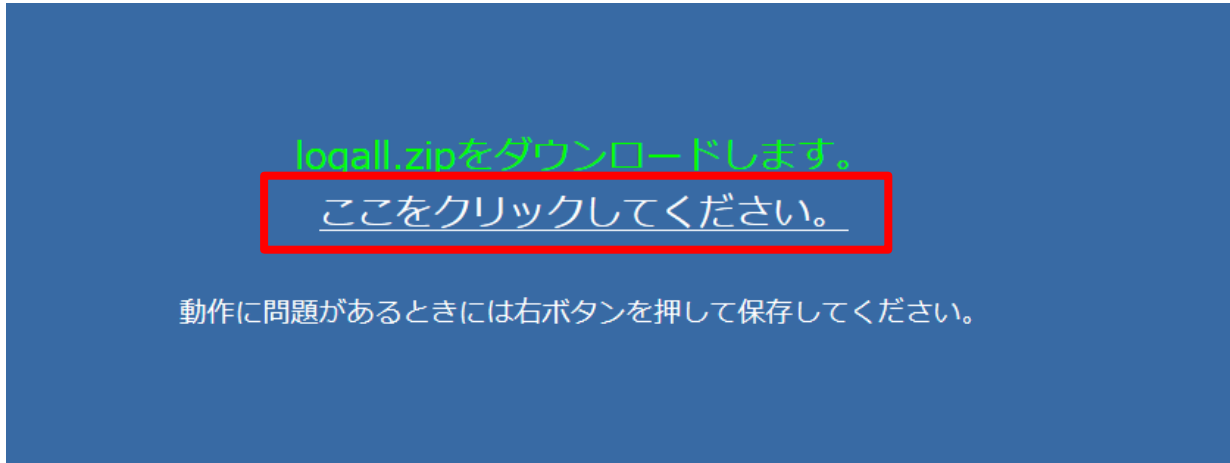 logall.zipをダウンロードします。
ここをクリックしてください。
動作に問題があるときには右ボタンを押して保存してください。